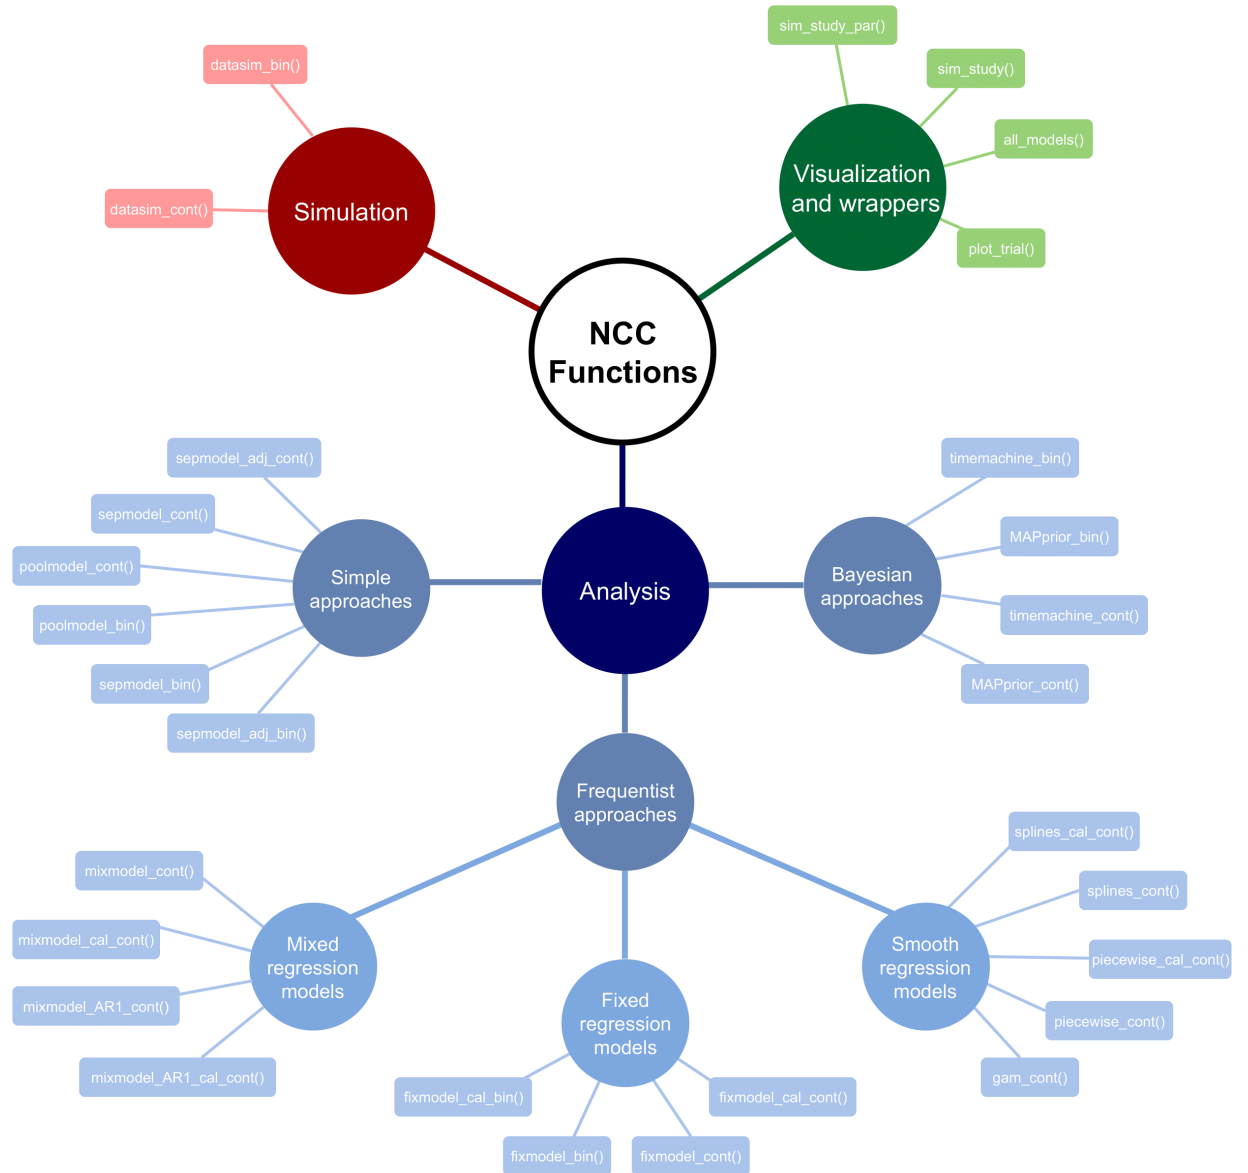 sim_study_par()
datasim_bin()
sim_study()
all_models()
Visualization
and wrappers
datasim_cont()
Simulation
plot_trial()
NCC
Functions
sepmodel_adj_cont()
timemachine_bin()
sepmodel_cont()
MAPprior_bin()
poolmodel_cont()
Simple
approaches
Analysis
Bayesian
approaches
poolmodel_bin()
timemachine_cont()
sepmodel_bin()
MAPprior_cont()
sepmodel_adj_bin()
Frequentist
approaches
splines_cal_cont()
mixmodel_cont()
splines_cont()
mixmodel_cal_cont()
Mixed
regression
models
Smooth
regression
models
piecewise_cal_cont()
mixmodel_AR1_cont()
Fixed
regression
models
piecewise_cont()
mixmodel_AR1_cal_cont()
gam_cont()
fixmodel_cal_bin()
fixmodel_cal_cont()
fixmodel_bin()
fixmodel_cont()